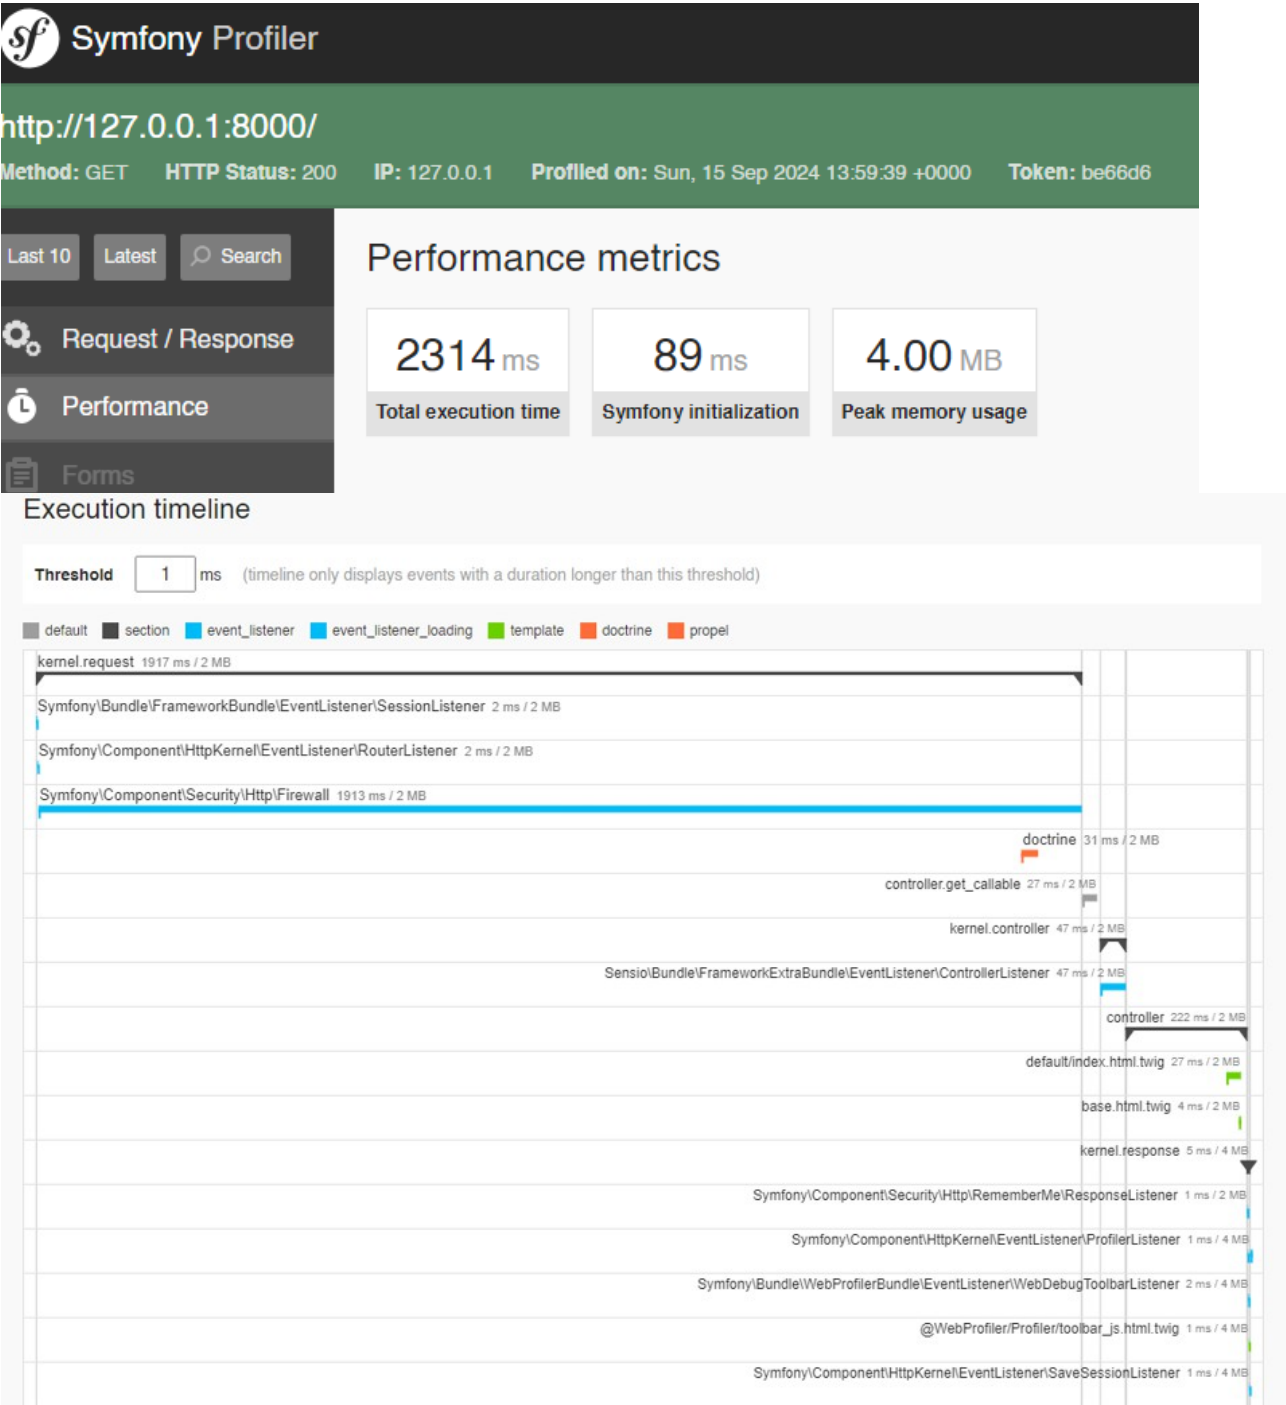 sf Symfony Profiler
http://127.0.0.1:8000/
Method: GET HTTP Status: 200 IP: 127.0.0.1 Profiled on: Sun, 15 Sep 2024 13:59:39 +0000 Token: be66d6
Last 10 Latest Search
Request / Response
Performance
Forms
Performance metrics
2314 ms
Total execution time
89 ms
Symfony initialization
4.00 MB
Peak memory usage
Execution timeline
Threshold 1 ms (timeline only displays events with a duration longer than this threshold)
default section event_listener event_listener_loading template doctrine propel
kernel.request 1917 ms / 2 MB
Symfony\Bundle\FrameworkBundle\EventListener\SessionListener 2 ms / 2 MB
Symfony\Component\HttpKernel\EventListener\RouterListener 2 ms / 2 MB
Symfony\Component\Security\Http\Firewall 1913 ms / 2 MB
doctrine 31 ms / 2 MB
controller.get_callable 27 ms / 2 MB
kernel.controller 47 ms / 2 MB
Sensio\Bundle\FrameworkExtraBundle\EventListener\ControllerListener 47 ms / 2 MB
controller 222 ms / 2 MB
default/index.html.twig 27 ms / 2 MB
base.html.twig 4 ms / 2 MB
kernel.response 5 ms / 4 MB
Symfony\Component\Security\Http\RememberMe\ResponseListener 1 ms / 2 MB
Symfony\Component\HttpKernel\EventListener\ProfilerListener 1 ms / 4 MB
Symfony\Bundle\WebProfilerBundle\EventListener\WebDebugToolbarListener 2 ms / 4 MB
@WebProfiler/Profiler/toolbar_js.html.twig 1 ms / 4 MB
Symfony\Component\HttpKernel\EventListener\SaveSessionListener 1 ms / 4 MB